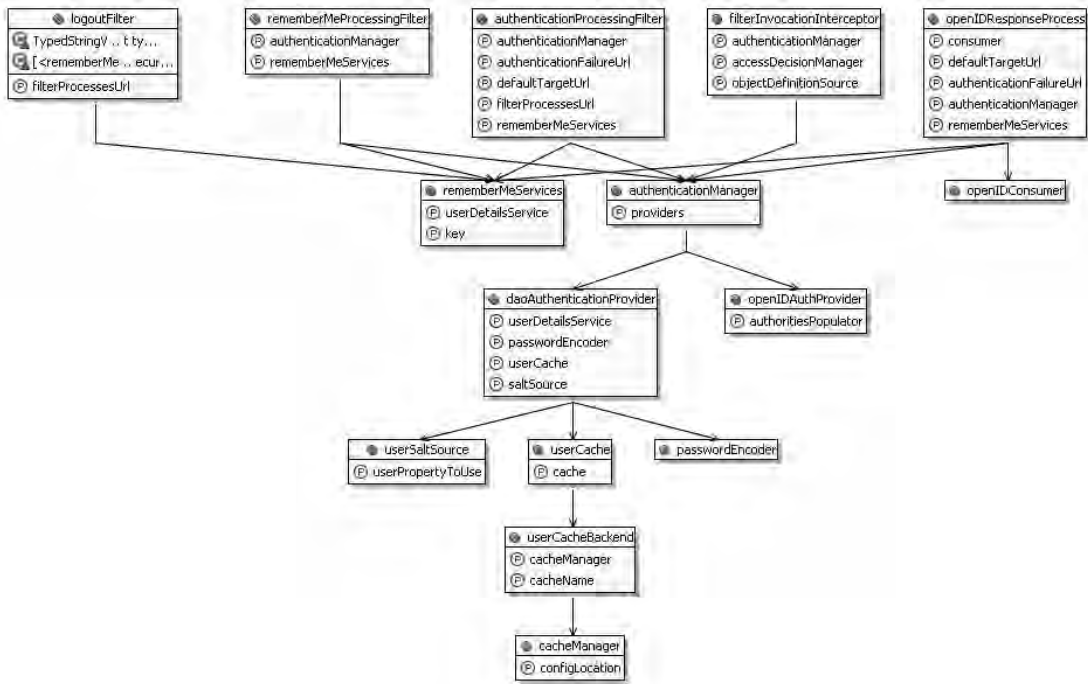 logoutFilter
TypedStringV .. t ty...
[ <rememberMe .. ecur...
filterProcessesUrl
rememberMeProcessingFilter
authenticationManager
rememberMeServices
authenticationProcessingFilter
authenticationManager
authenticationFailureUrl
defaultTargetUrl
filterProcessesUrl
rememberMeServices
filterInvocationInterceptor
authenticationManager
accessDecisionManager
objectDefinitionSource
openIDResponseProcess
consumer
defaultTargetUrl
authenticationFailureUrl
authenticationManager
rememberMeServices
rememberMeServices
userDetailsService
key
authenticationManager
providers
openIDConsumer
daoAuthenticationProvider
userDetailsService
passwordEncoder
userCache
saltSource
openIDAuthProvider
authoritiesPopulator
userSaltSource
userPropertyToUse
userCache
cache
passwordEncoder
userCacheBackend
cacheManager
cacheName
cacheManager
configLocation